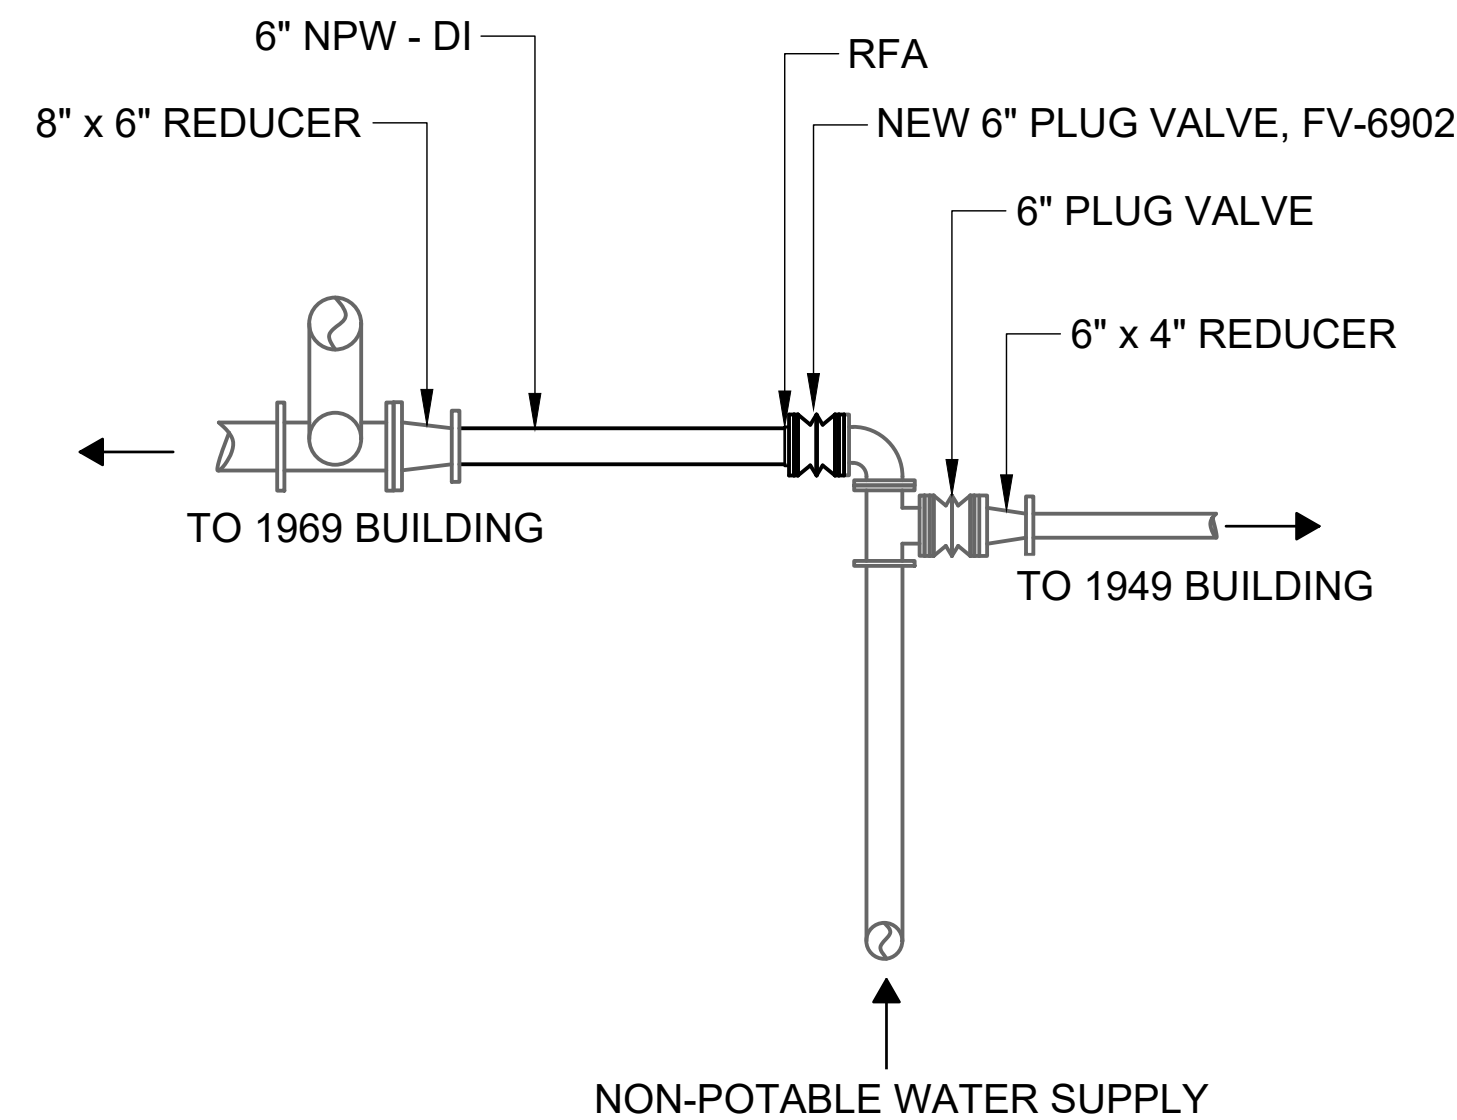 6" NPW - DI
RFA
8" x 6" REDUCER
NEW 6" PLUG VALVE, FV-6902
6" PLUG VALVE
6" x 4" REDUCER
TO 1969 BUILDING
TO 1949 BUILDING
NON-POTABLE WATER SUPPLY